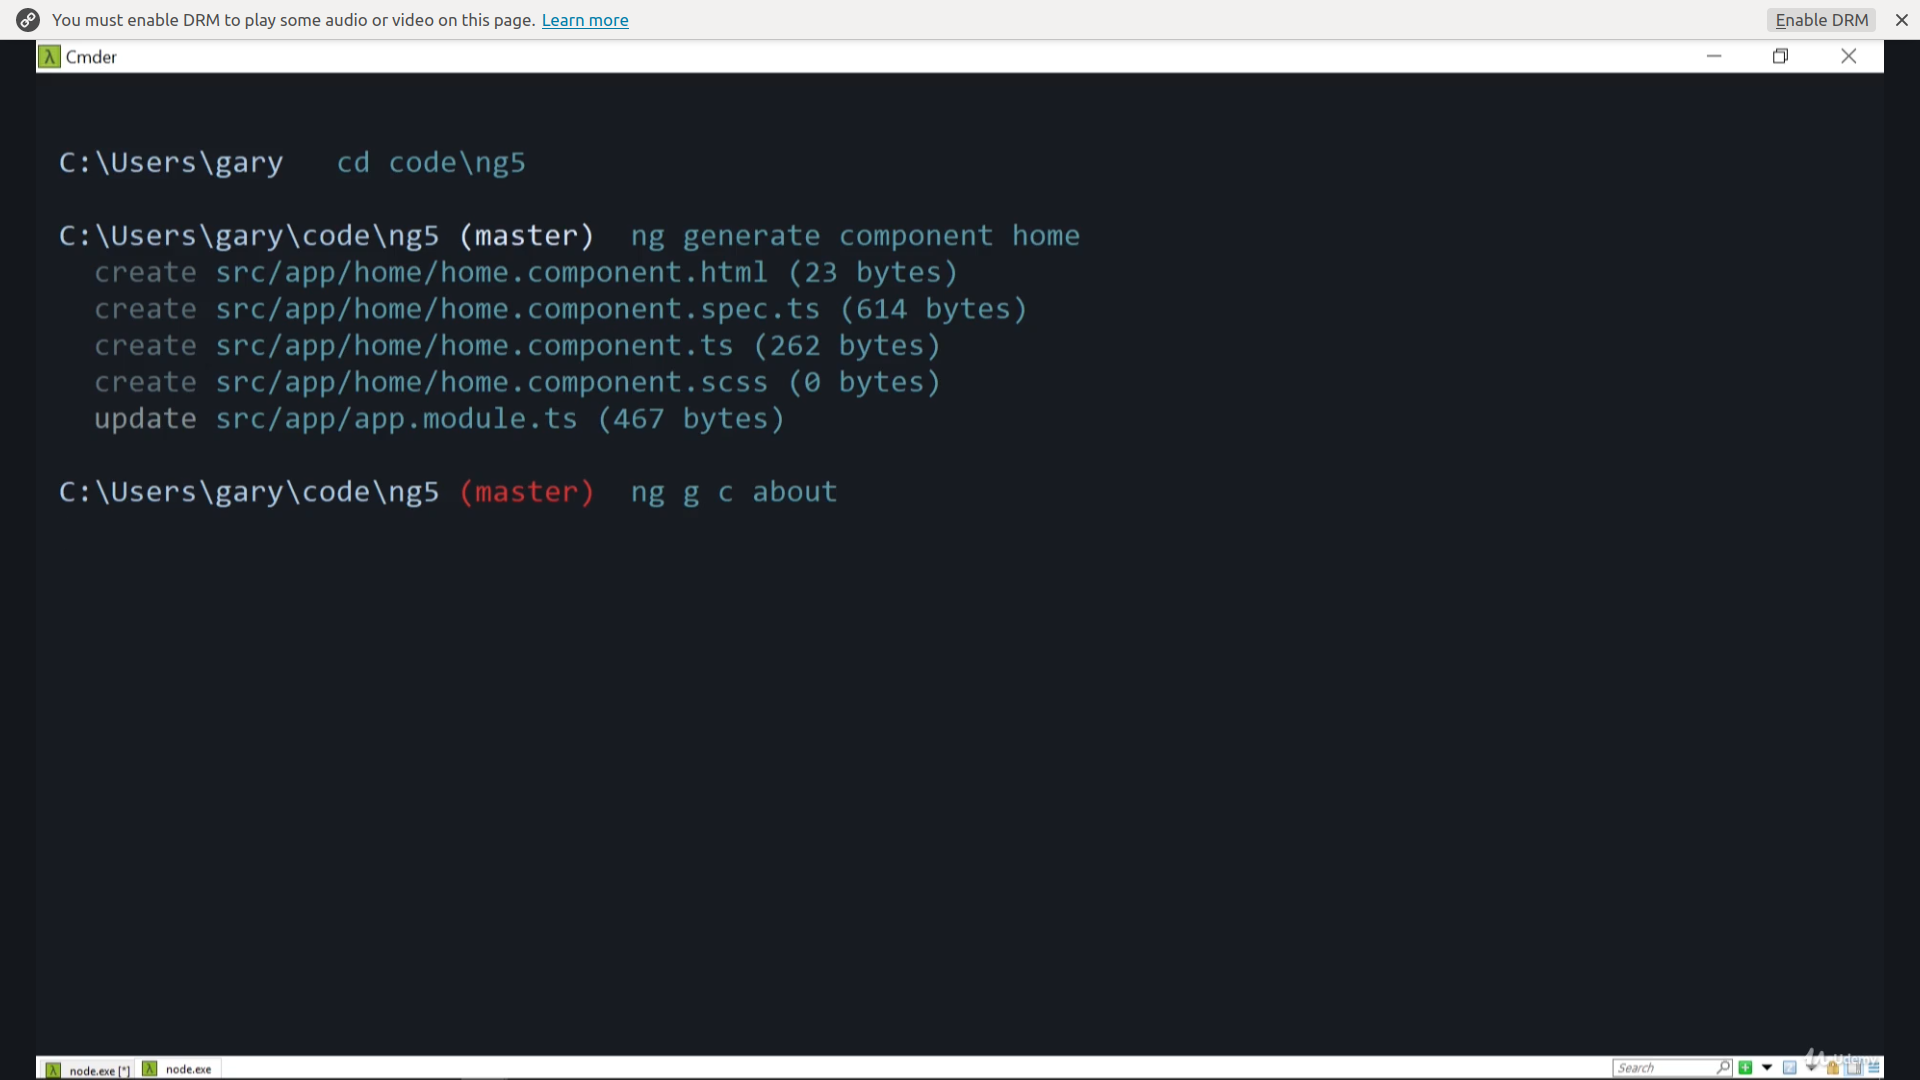 You must enable DRM to play some audio or video on this page. Learn more
Enable DRM
Cmder
C:\Users\gary cd code\ng5
C:\Users\gary\code\ng5 (master) ng generate component home
create src/app/home/home.component.html (23 bytes)
create src/app/home/home.component.spec.ts (614 bytes)
create src/app/home/home.component.ts (262 bytes)
create src/app/home/home.component.scss (0 bytes)
update src/app/app.module.ts (467 bytes)
C:\Users\gary\code\ng5 (master) ng g c about
node.exe [*]
node.exe
Search
Udemy